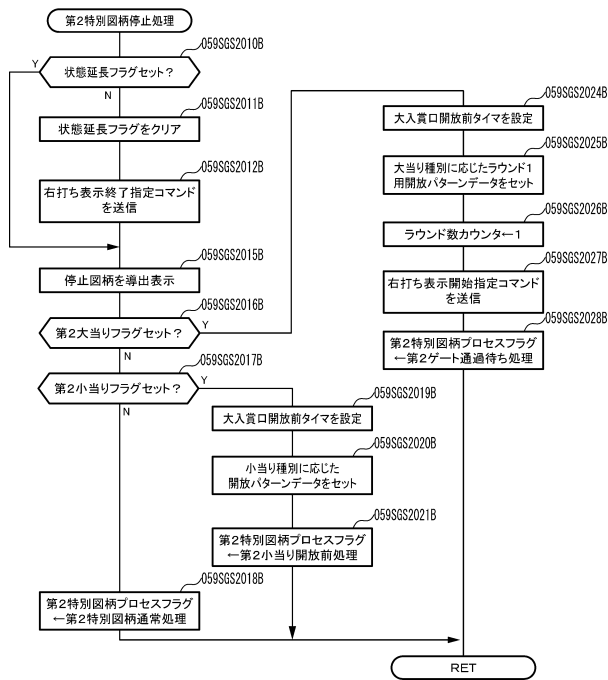 第２特別図柄停止処理
059SGS2010B
Y
状態延長フラグセット？
N
059SGS2011B
状態延長フラグをクリア
059SGS2012B
右打ち表示終了指定コマンド
を送信
059SGS2015B
停止図柄を導出表示
059SGS2016B
第２大当りフラグセット？
Y
N
059SGS2017B
第２小当りフラグセット？
Y
N
059SGS2019B
大入賞口開放前タイマを設定
059SGS2020B
小当り種別に応じた
開放パターンデータをセット
059SGS2021B
第２特別図柄プロセスフラグ
←第２小当り開放前処理
059SGS2018B
第２特別図柄プロセスフラグ
←第２特別図柄通常処理
059SGS2024B
大入賞口開放前タイマを設定
059SGS2025B
大当り種別に応じたラウンド１
用開放パターンデータをセット
059SGS2026B
ラウンド数カウンタ←１
059SGS2027B
右打ち表示開始指定コマンド
を送信
059SGS2028B
第２特別図柄プロセスフラグ
←第２ゲート通過待ち処理
RET